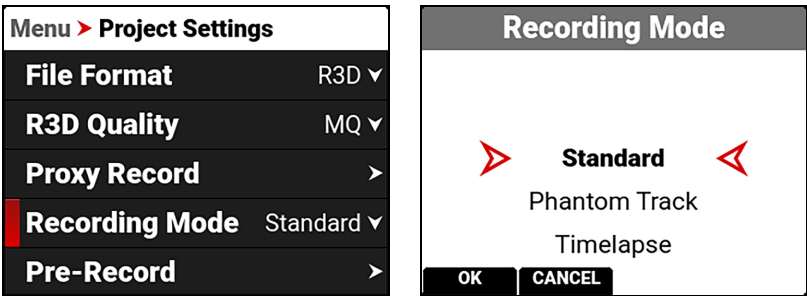 Menu > Project Settings
File Format R3D
R3D Quality MQ
Proxy Record
Recording Mode Standard
Pre-Record
Recording Mode
Standard
Phantom Track
Timelapse
OK CANCEL